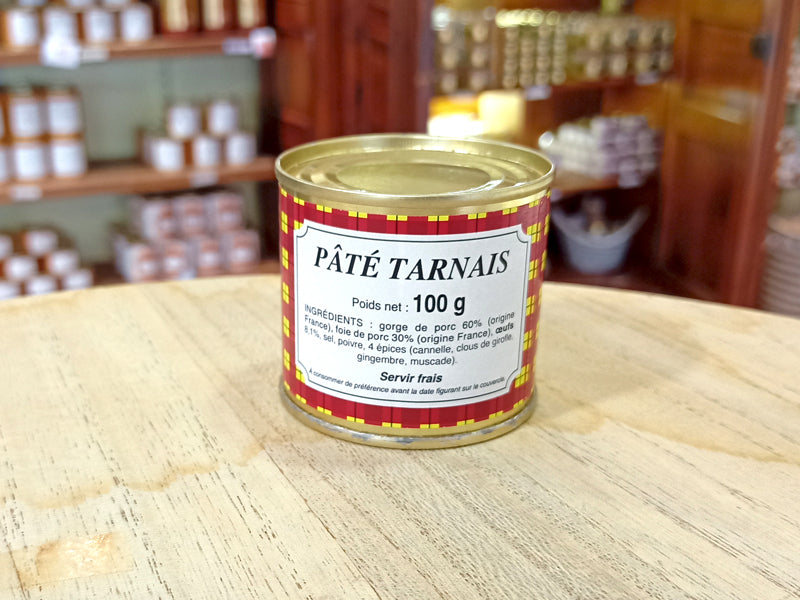 PÂTÉ TARNAIS
Poids net : 100 g
INGRÉDIENTS : gorge de porc 60% (origine
France), foie de porc 30% (origine France), œufs
8,1%, sel, poivre, 4 épices (cannelle, clous de girofle,
gingembre, muscade).
Servir frais
A consommer de préférence avant la date figurant sur le couvercle.